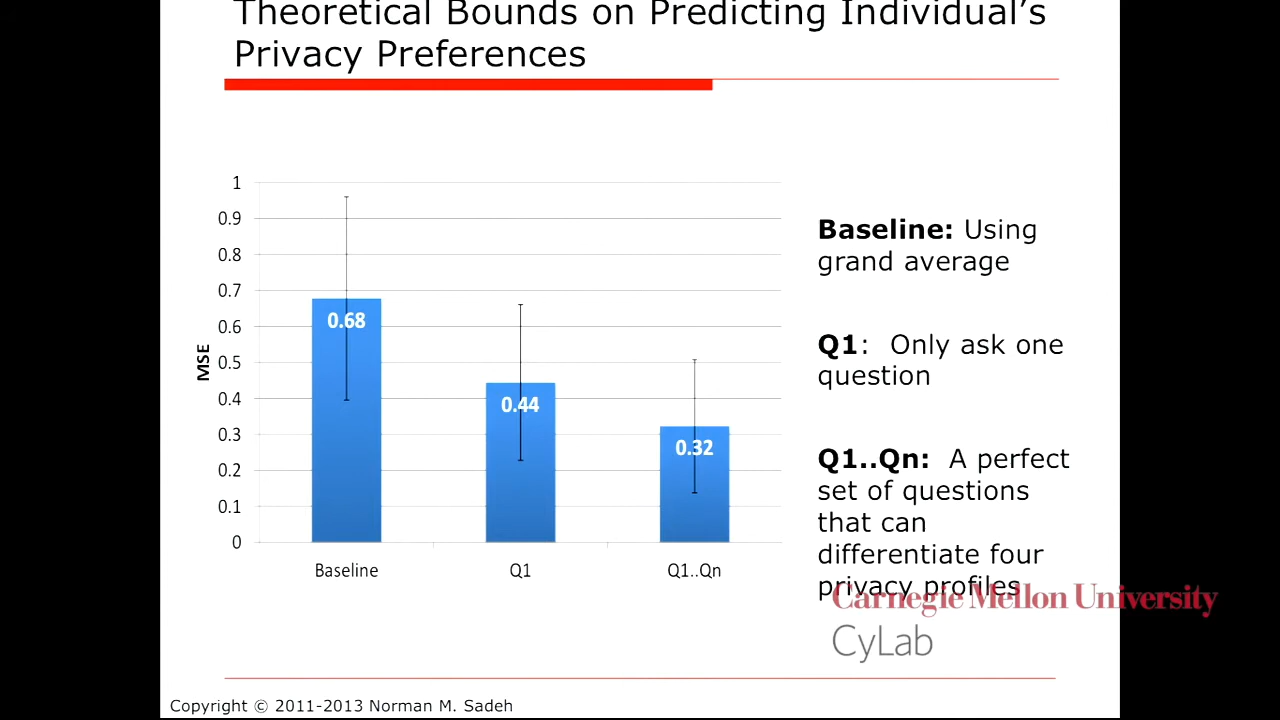 Theoretical Bounds on Predicting Individual's
Privacy Preferences
1
0.9
0.8
0.7
0.6
0.5
0.4
0.3
0.2
0.1
0
MSE
0.68
0.44
0.32
Baseline
Q1
Q1..Qn
Baseline: Using
grand average
Q1: Only ask one
question
Q1..Qn: A perfect
set of questions
that can
differentiate four
privacy profiles
Carnegie Mellon University
CyLab
Copyright © 2011-2013 Norman M. Sadeh